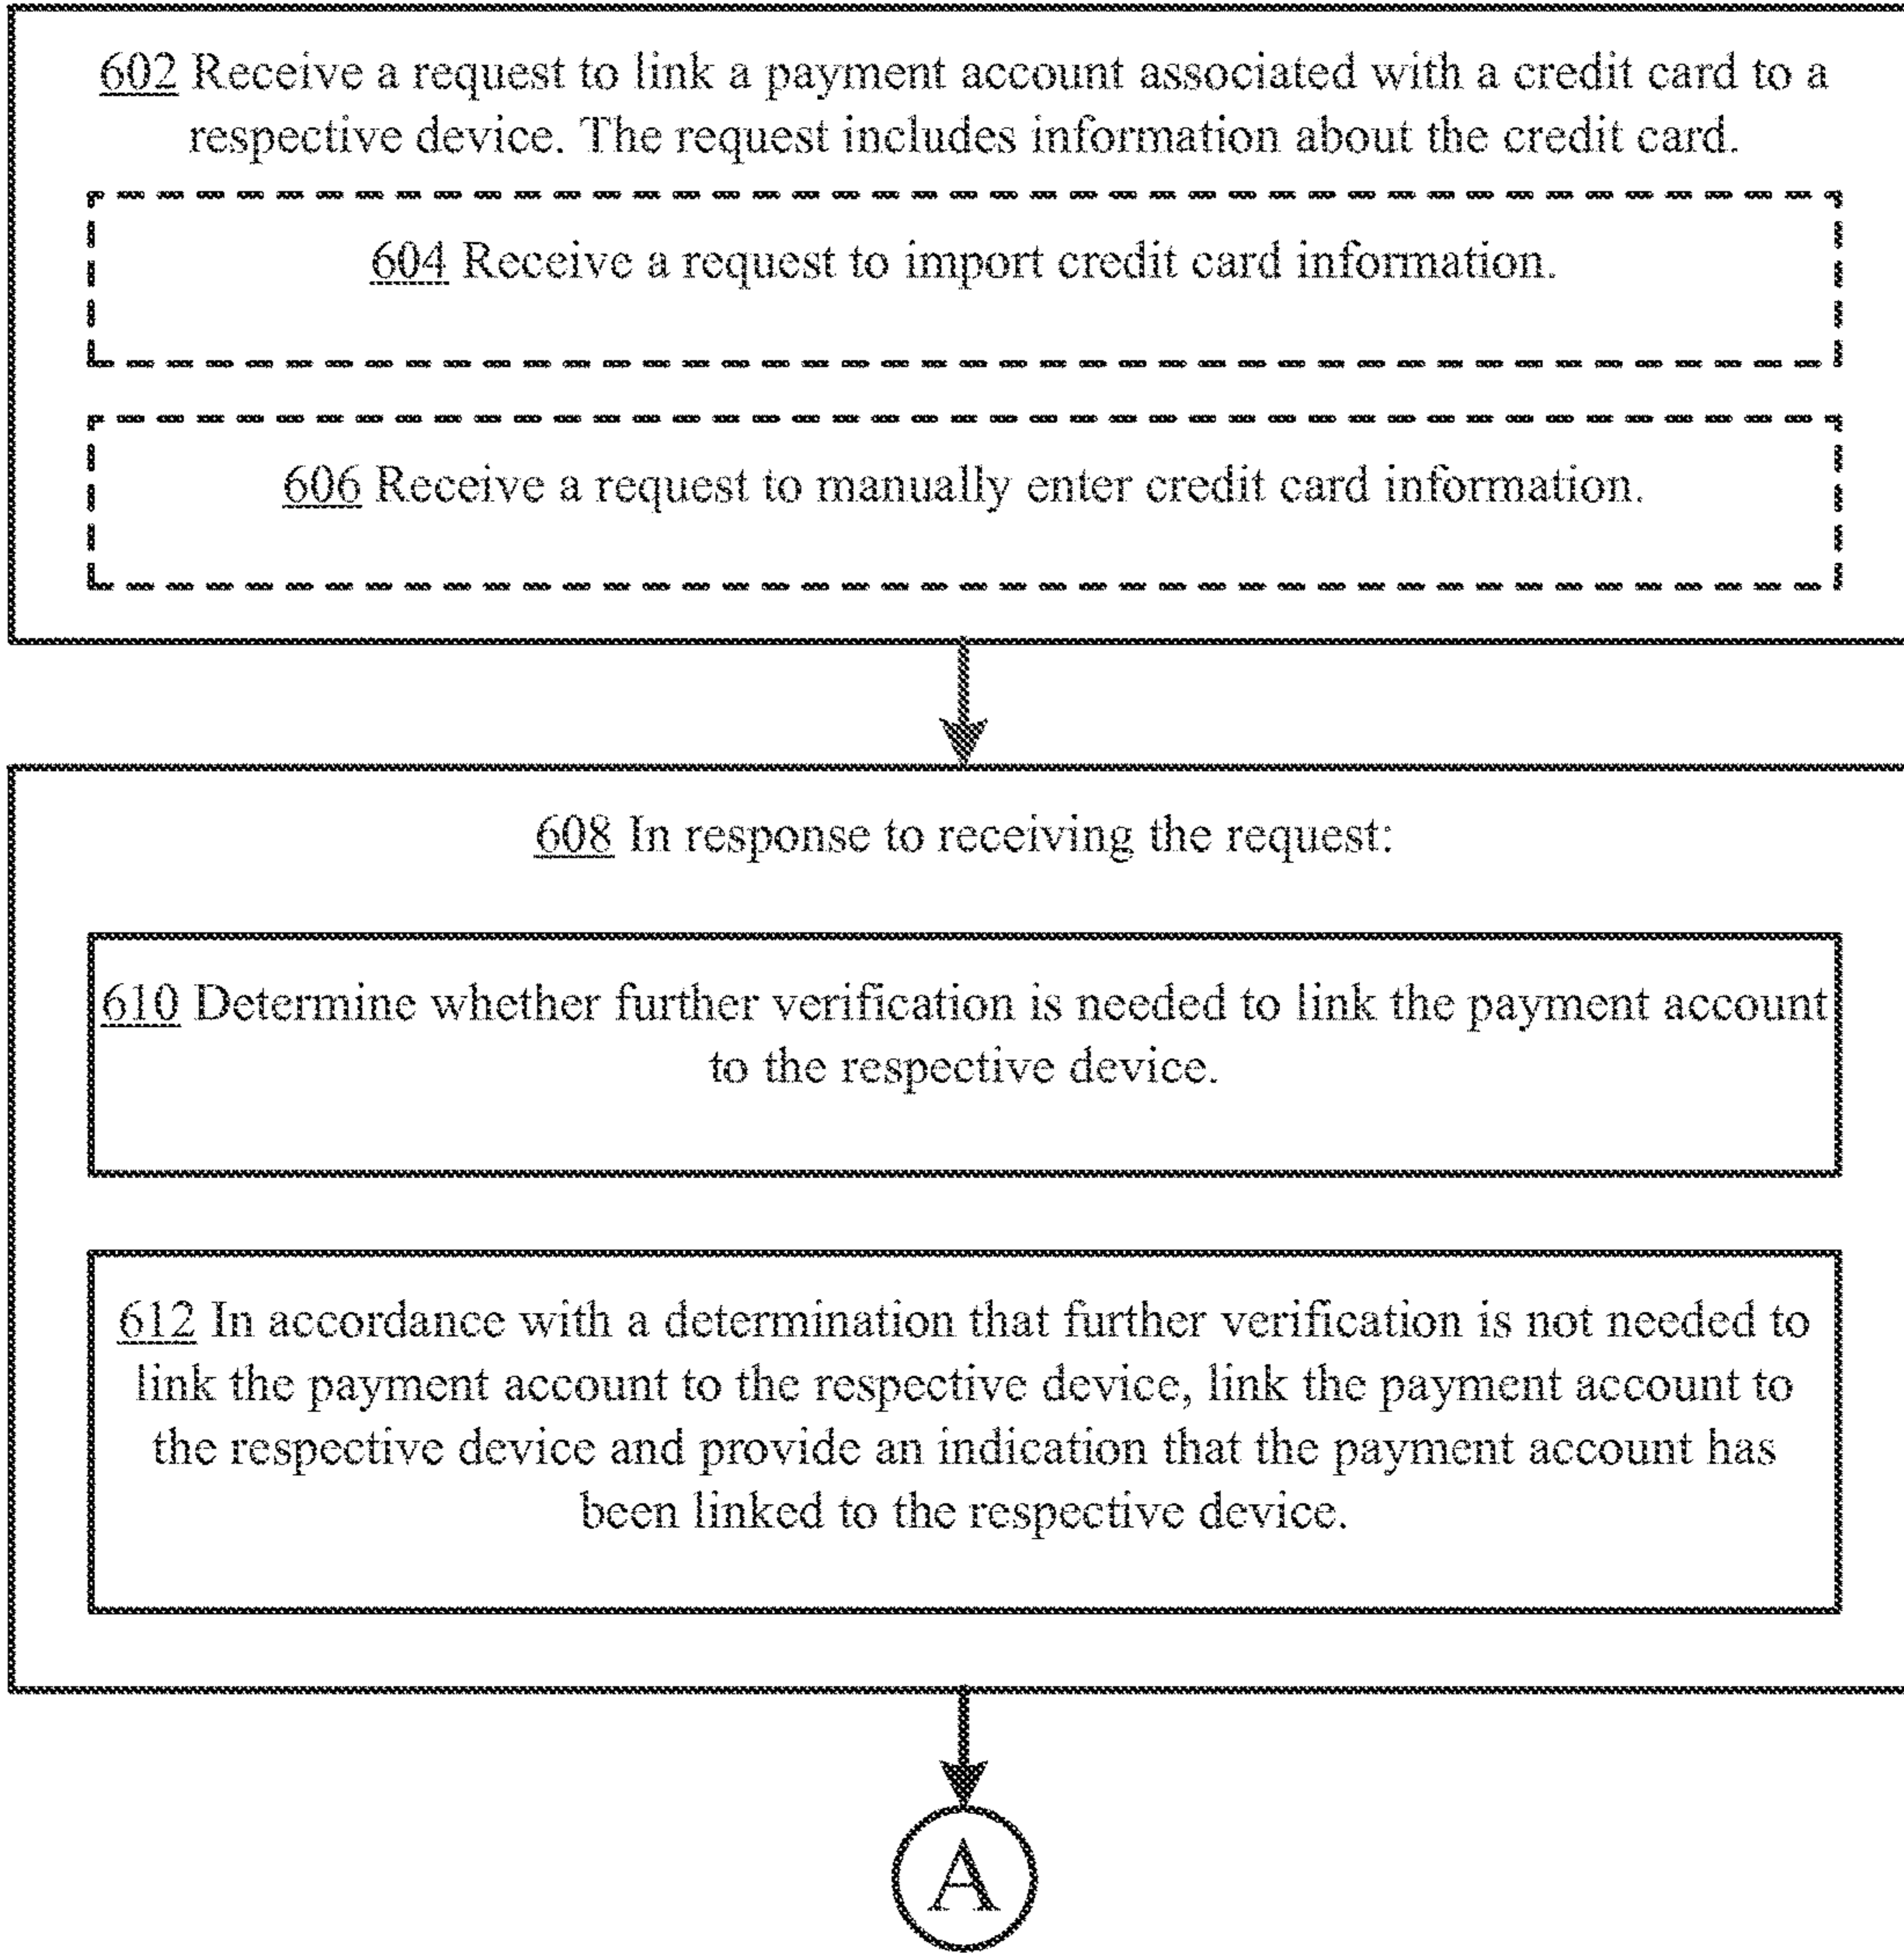 602 Receive a request to link a payment account associated with a credit card to a
respective device. The request includes information about the credit card.
604 Receive a request to import credit card information.
606 Receive a request to manually enter credit card information.
608 In response to receiving the request:
610 Determine whether further verification is needed to link the payment account
to the respective device.
612 In accordance with a determination that further verification is not needed to
link the payment account to the respective device, link the payment account to
the respective device and provide an indication that the payment account has
been linked to the respective device.
A